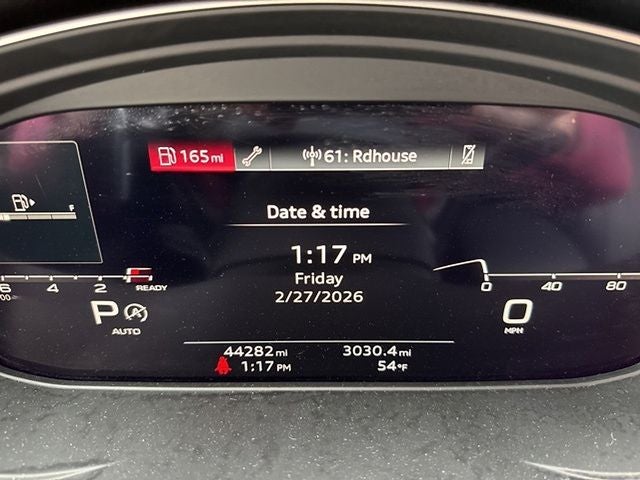 165 mi 61: Rdhouse
Date & time
1:17 PM
Friday
2/27/2026
F
6 4 2 READY
00
0 40 80
P A
AUTO
0
MPH
44282 mi 3030.4 mi
1:17 PM 54°F